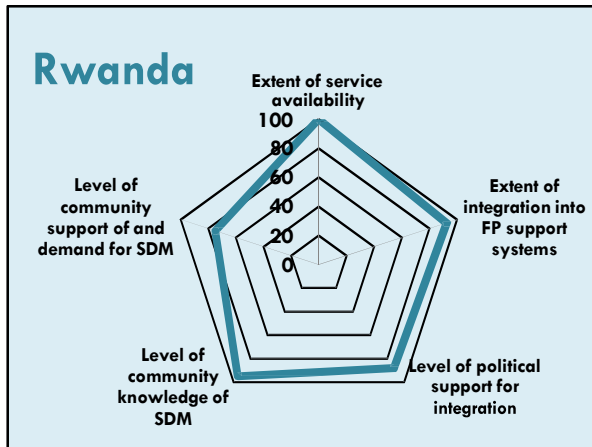 Rwanda
Extent of service
availability
100
80
60
40
20
0
Extent of
integration into
FP support
systems
Level of political
support for
integration
Level of
community
knowledge of
SDM
Level of
community
support of and
demand for SDM